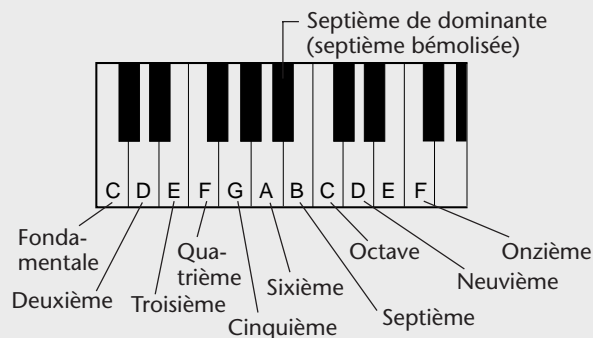 Septième de dominante
(septième bémolisée)
C D E F G A B C D E F
Fonda-
mentale
Deuxième
Troisième
Qua-
trième
Cinquième
Sixième
Septième
Octave
Neuvième
Onzième